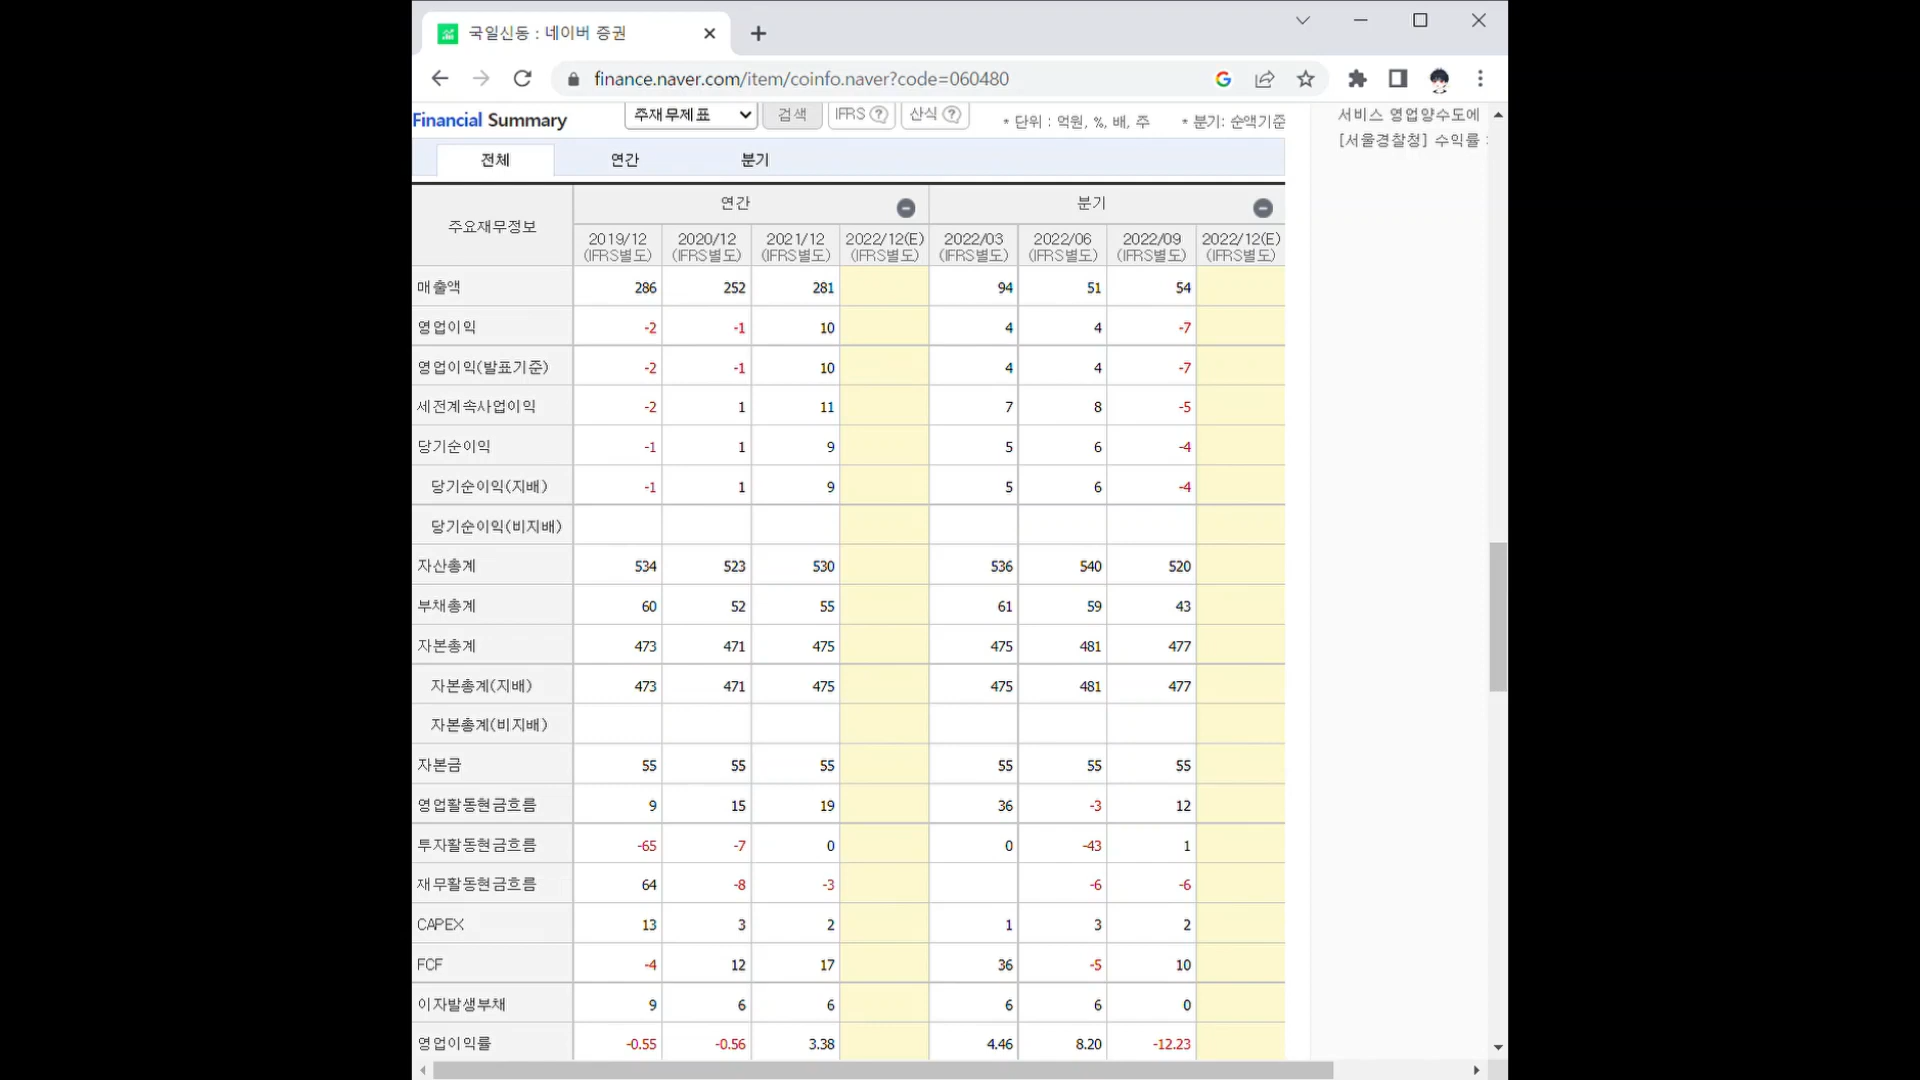 국일신동 : 네이버 증권
finance.naver.com/item/coinfo.naver?code=060480
Financial Summary 주재무제표 검색 IFRS ? 산식 ? * 단위 : 억원, %, 배, 주 * 분기: 순액기준
서비스 영업양수도에
[서울경찰청] 수익률
전체 연간 분기
주요재무정보 연간 분기
2019/12 2020/12 2021/12 2022/12(E) 2022/03 2022/06 2022/09 2022/12(E)
(IFRS별도) (IFRS별도) (IFRS별도) (IFRS별도) (IFRS별도) (IFRS별도) (IFRS별도) (IFRS별도)
매출액 286 252 281 94 51 54
영업이익 -2 -1 10 4 4 -7
영업이익(발표기준) -2 -1 10 4 4 -7
세전계속사업이익 -2 1 11 7 8 -5
당기순이익 -1 1 9 5 6 -4
당기순이익(지배) -1 1 9 5 6 -4
당기순이익(비지배)
자산총계 534 523 530 536 540 520
부채총계 60 52 55 61 59 43
자본총계 473 471 475 475 481 477
자본총계(지배) 473 471 475 475 481 477
자본총계(비지배)
자본금 55 55 55 55 55 55
영업활동현금흐름 9 15 19 36 -3 12
투자활동현금흐름 -65 -7 0 0 -43 1
재무활동현금흐름 64 -8 -3 -6 -6
CAPEX 13 3 2 1 3 2
FCF -4 12 17 36 -5 10
이자발생부채 9 6 6 6 6 0
영업이익률 -0.55 -0.56 3.38 4.46 8.20 -12.23